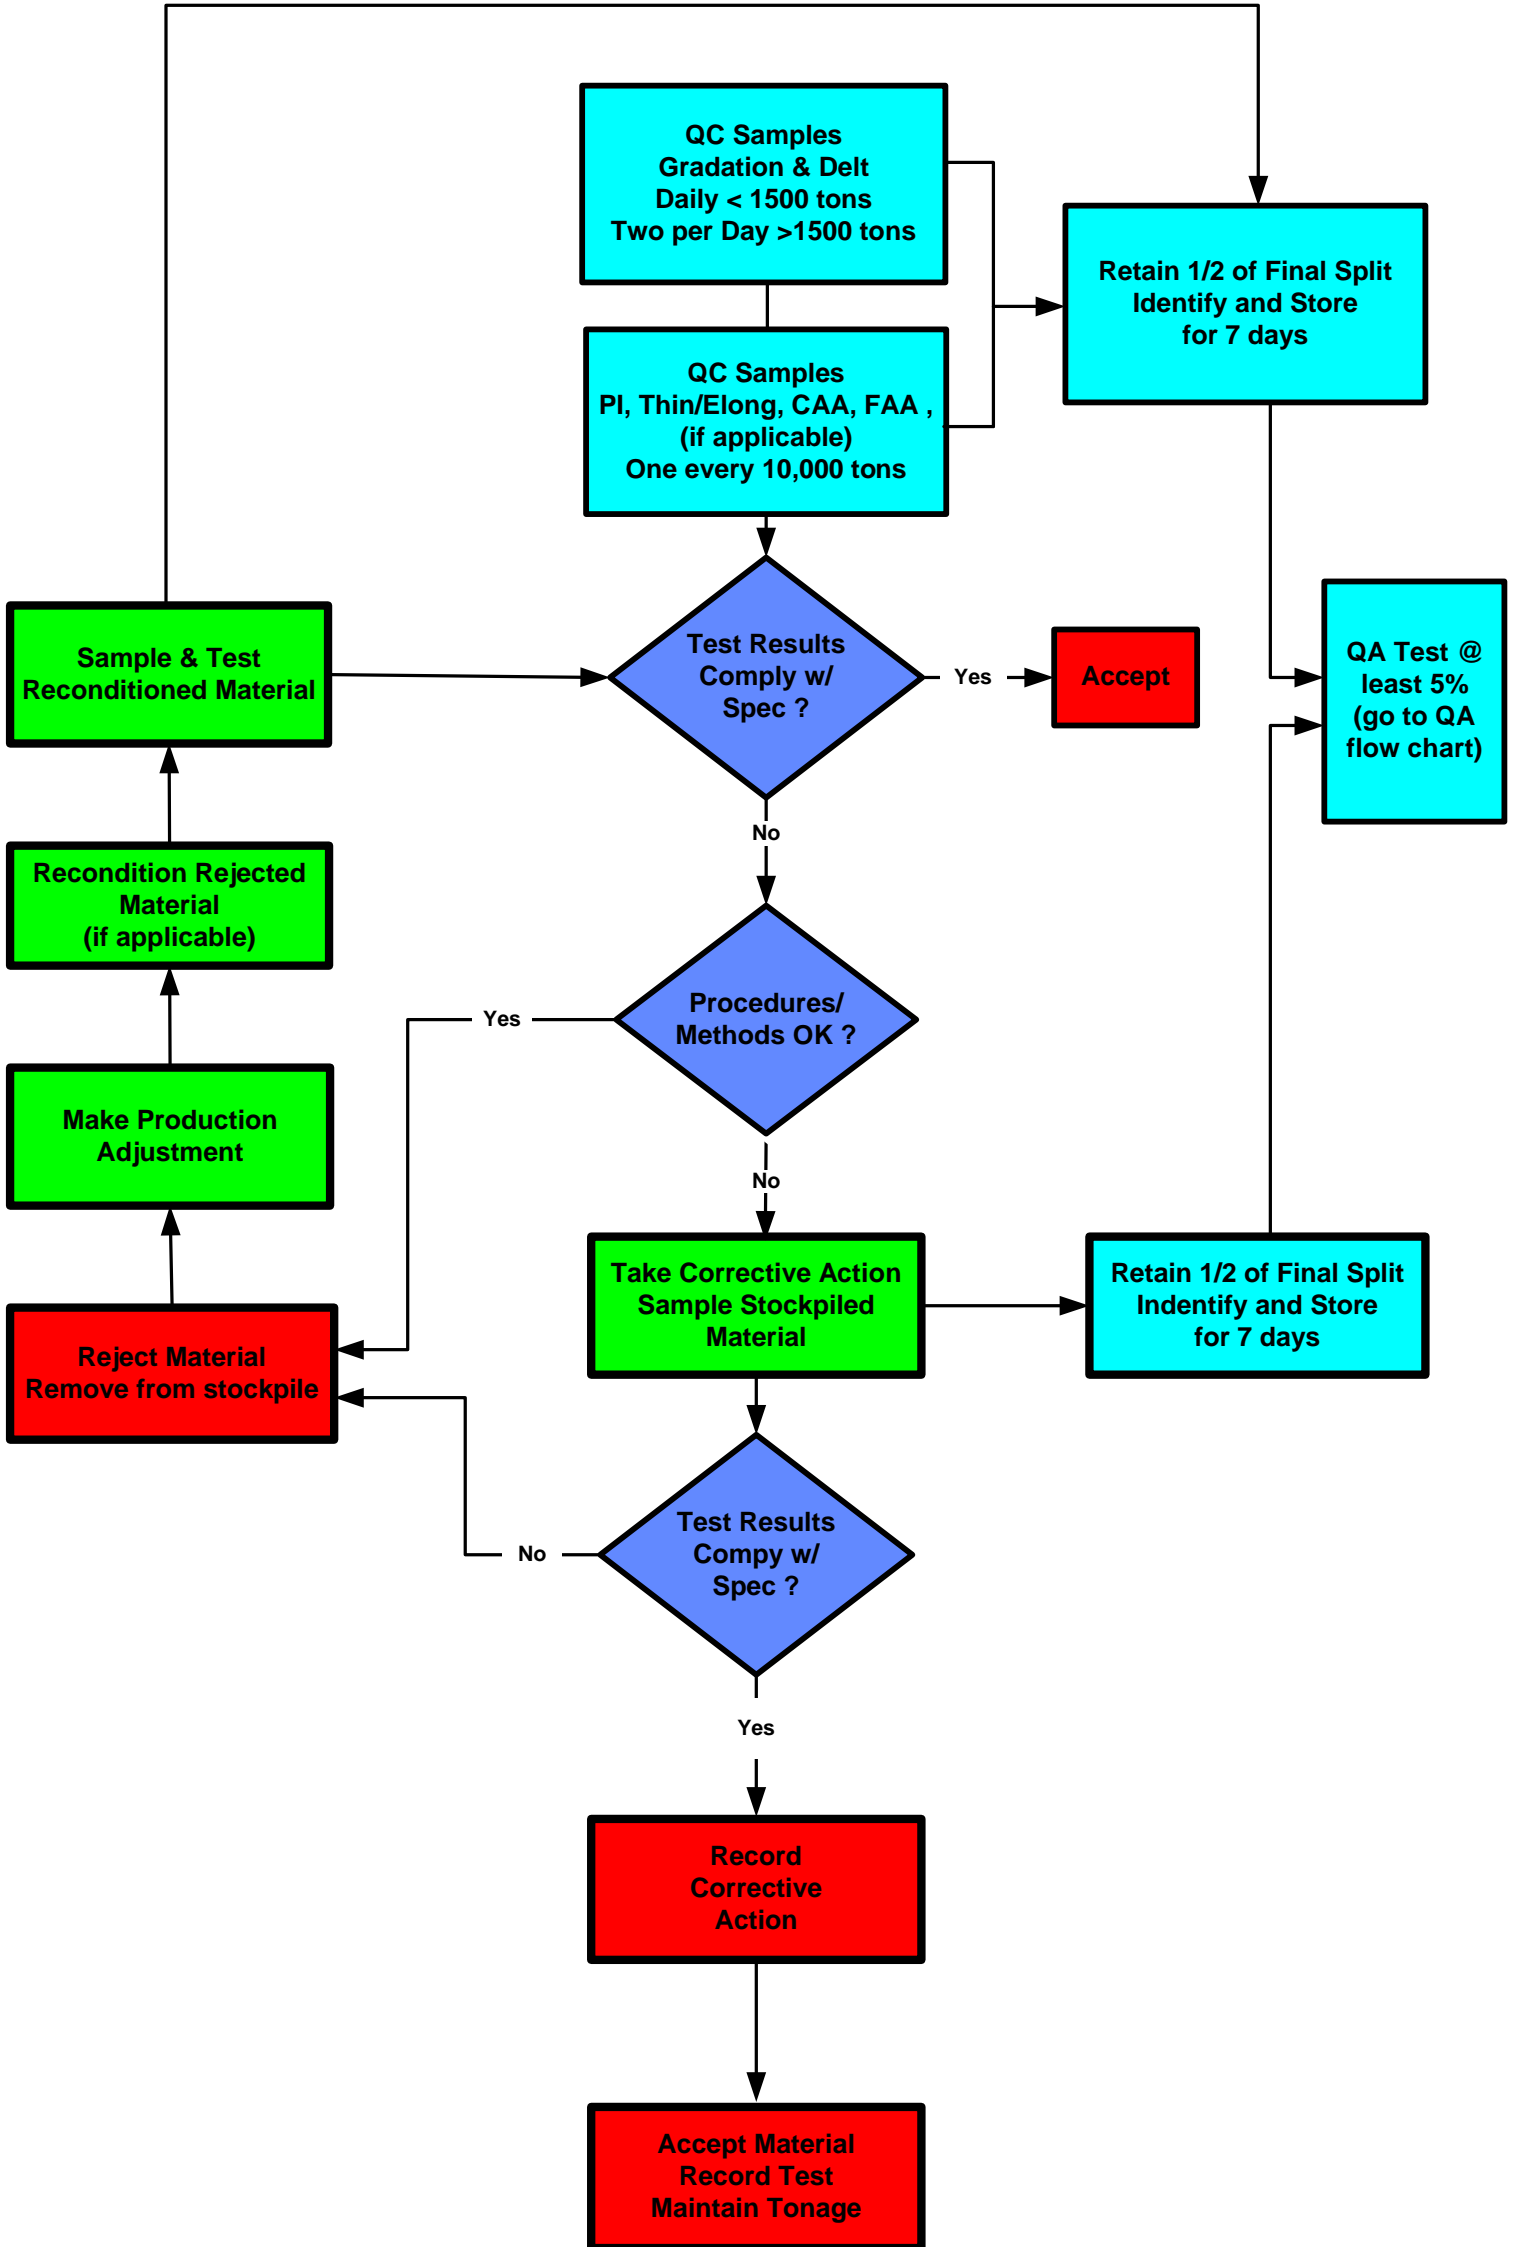 QC Samples
Gradation & Delt
Daily < 1500 tons
Two per Day >1500 tons
Retain 1/2 of Final Split
Identify and Store
for 7 days
QC Samples
PI, Thin/Elong, CAA, FAA ,
(if applicable)
One every 10,000 tons
Sample & Test
Reconditioned Material
Test Results
Comply w/
Spec ?
Yes
Accept
QA Test @
least 5%
(go to QA
flow chart)
No
Recondition Rejected
Material
(if applicable)
Procedures/
Methods OK ?
Yes
Make Production
Adjustment
No
Take Corrective Action
Sample Stockpiled
Material
Retain 1/2 of Final Split
Indentify and Store
for 7 days
Reject Material
Remove from stockpile
Test Results
Compy w/
Spec ?
No
Yes
Record
Corrective
Action
Accept Material
Record Test
Maintain Tonage